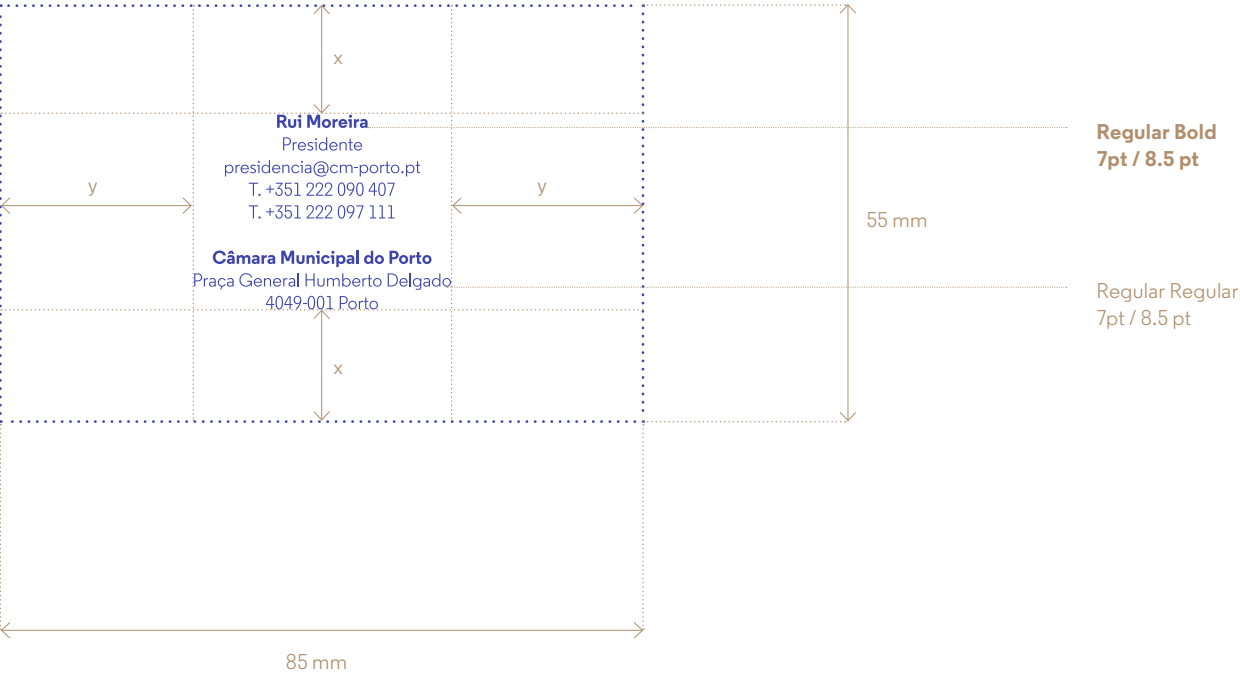 x
Rui Moreira
Presidente
presidencia@cm-porto.pt
T. +351 222 090 407
T. +351 222 097 111
y
y
Câmara Municipal do Porto
Praça General Humberto Delgado
4049-001 Porto
x
55 mm
85 mm
Regular Bold
7pt / 8.5 pt
Regular Regular
7pt / 8.5 pt